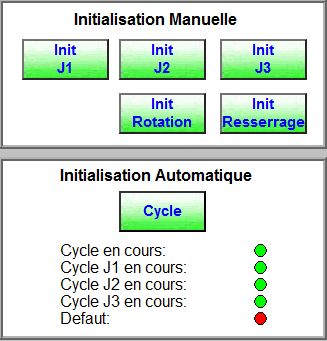 Initialisation Manuelle
Init J1
Init J2
Init J3
Init Rotation
Init Resserrage
Initialisation Automatique
Cycle
Cycle en cours:
Cycle J1 en cours:
Cycle J2 en cours:
Cycle J3 en cours:
Defaut: